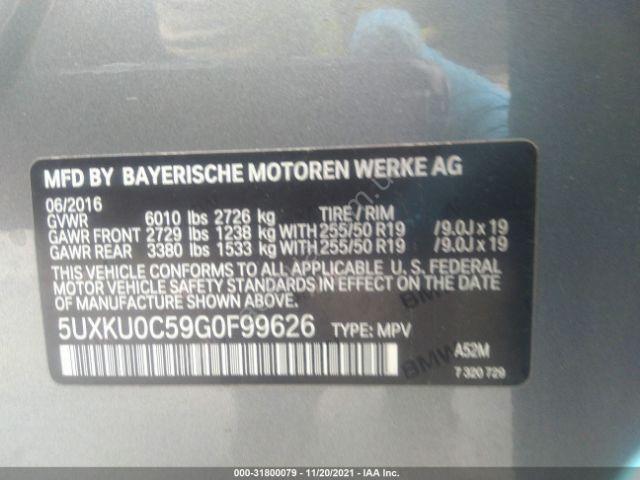 MFD BY BAYERISCHE MOTOREN WERKE AG
06/2016
GVWR 6010 lbs 2726 kg TIRE / RIM
GAWR FRONT 2729 lbs 1238 kg WITH 255/50 R19 /9.0J x 19
GAWR REAR 3380 lbs 1533 kg WITH 255/50 R19 /9.0J x 19
THIS VEHICLE CONFORMS TO ALL APPLICABLE U. S. FEDERAL
MOTOR VEHICLE SAFETY STANDARDS IN EFFECT ON THE
DATE OF MANUFACTURE SHOWN ABOVE.
5UXKU0C59G0F99626 TYPE: MPV
A52M
7 320 729
000-31800079 - 11/20/2021 - IAA Inc.